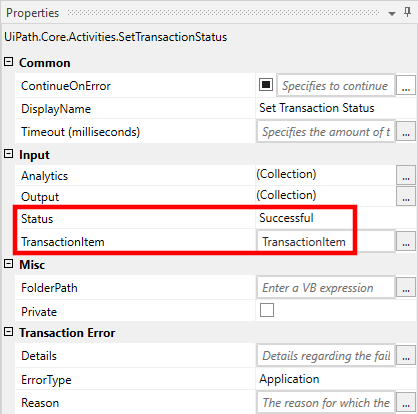 Properties
UiPath.Core.Activities.SetTransactionStatus
Common
ContinueOnError Specifies to continue ...
DisplayName Set Transaction Status
Timeout (milliseconds) Specifies the amount of t ...
Input
Analytics (Collection) ...
Output (Collection) ...
Status Successful
TransactionItem TransactionItem ...
Misc
FolderPath Enter a VB expression ...
Private
Transaction Error
Details Details regarding the fail ...
ErrorType Application
Reason The reason for which the ...